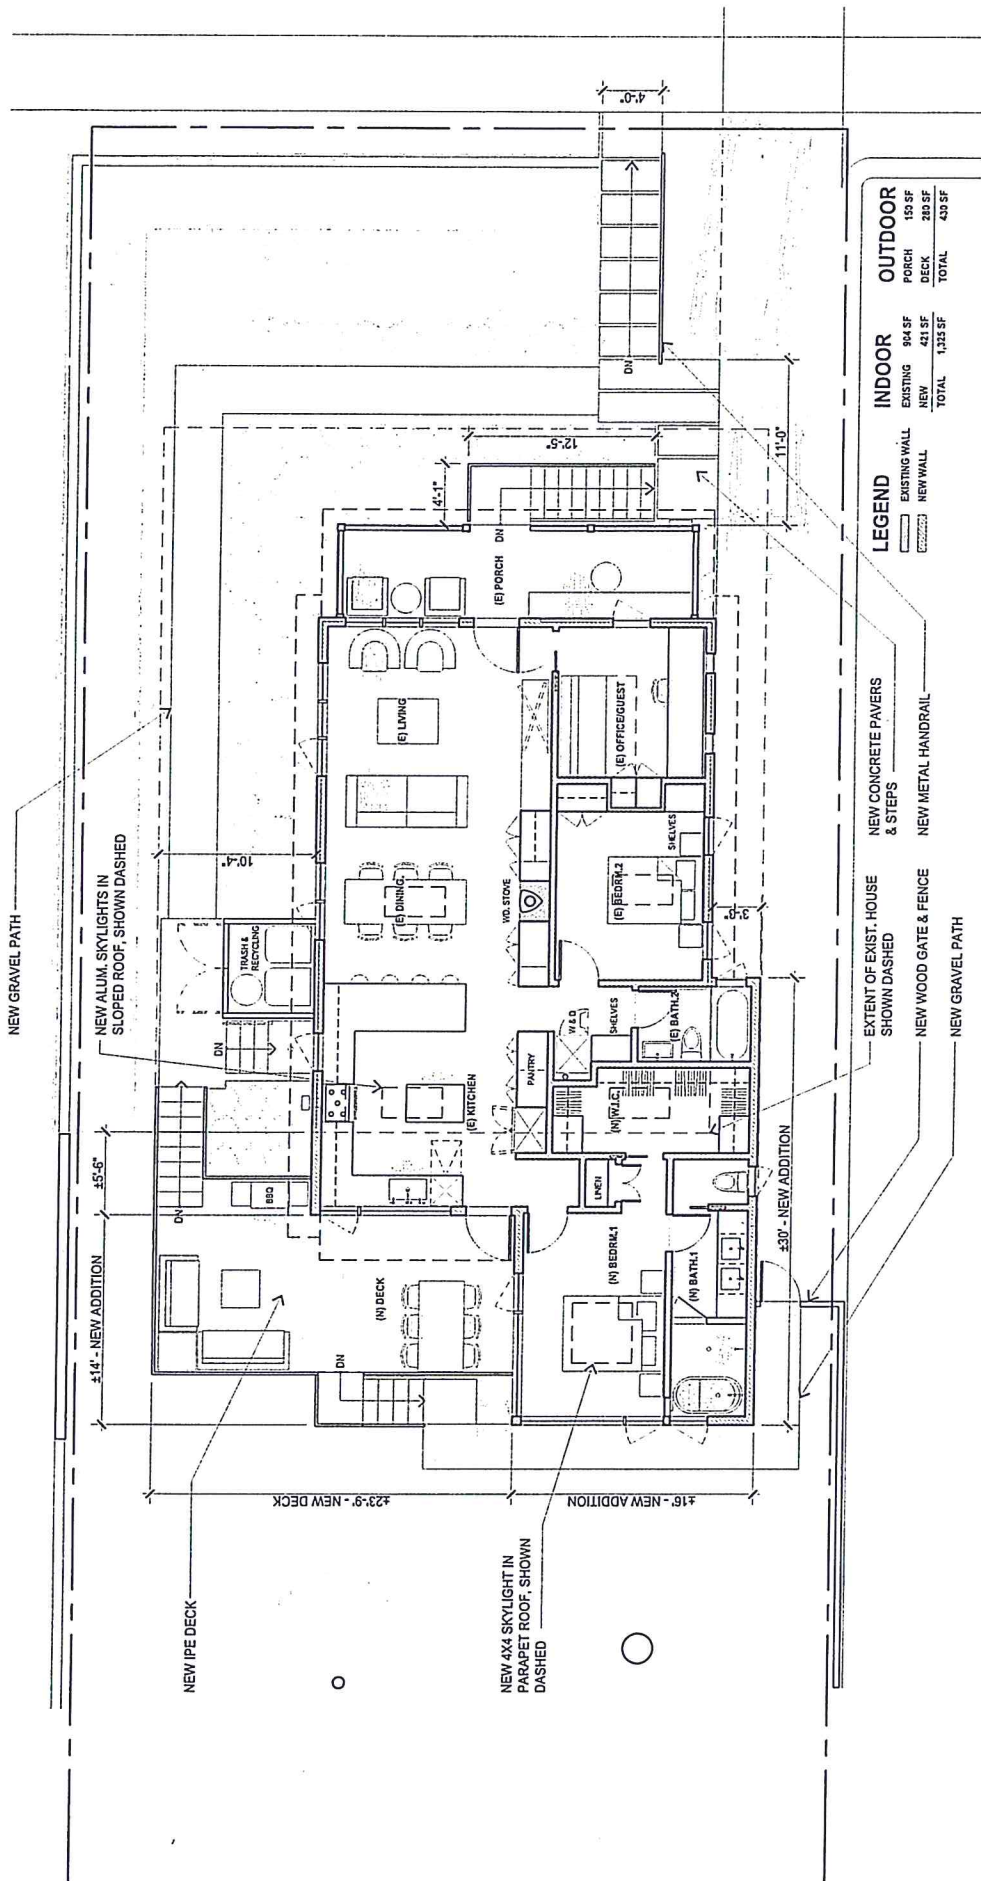 NEW GRAVEL PATH
NEW ALUM. SKYLIGHTS IN
SLOPED ROOF, SHOWN DASHED
±5'-6"
±14' - NEW ADDITION
NEW IPE DECK
NEW 4X4 SKYLIGHT IN
PARAPET ROOF, SHOWN
DASHED
±23'-9" - NEW DECK
±16' - NEW ADDITION
10'-4"
TRASH &
RECYCLING
DN
DN
BBQ
DN
(N) DECK
(E) LIVING
(E) DINING
(E) KITCHEN
WD. STOVE
PANTRY
(E) PORCH
DN
4'-1"
12'-5"
DN
4'-0"
11'-0"
(E) OFFICE/GUEST
(E) BEDRM.2
SHELVES
W & D
SHELVES
(E) BATH.2
(N) W.I.C.
LINEN
(N) BEDRM.1
(N) BATH.1
3'-3"
±30' - NEW ADDITION
EXTENT OF EXIST. HOUSE
SHOWN DASHED
NEW WOOD GATE & FENCE
NEW GRAVEL PATH
NEW CONCRETE PAVERS
& STEPS
NEW METAL HANDRAIL
LEGEND
EXISTING WALL
NEW WALL
INDOOR
EXISTING 904 SF
NEW 421 SF
TOTAL 1,325 SF
OUTDOOR
PORCH 150 SF
DECK 280 SF
TOTAL 430 SF